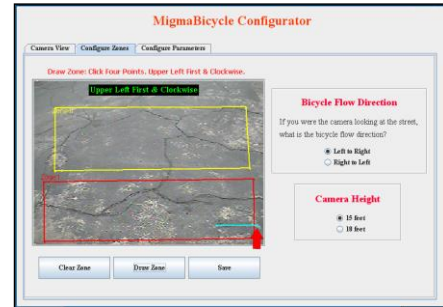 MigmaBicycle Configurator
Camera View
Configure Zones
Configure Parameters
Draw Zone: Click Four Points. Upper Left First & Clockwise.
Upper Left First & Clockwise
Bicycle Flow Direction
If you were the camera looking at the street,
what is the bicycle flow direction?
Left to Right
Right to Left
Camera Height
15 feet
18 feet
Clear Zone
Draw Zone
Save